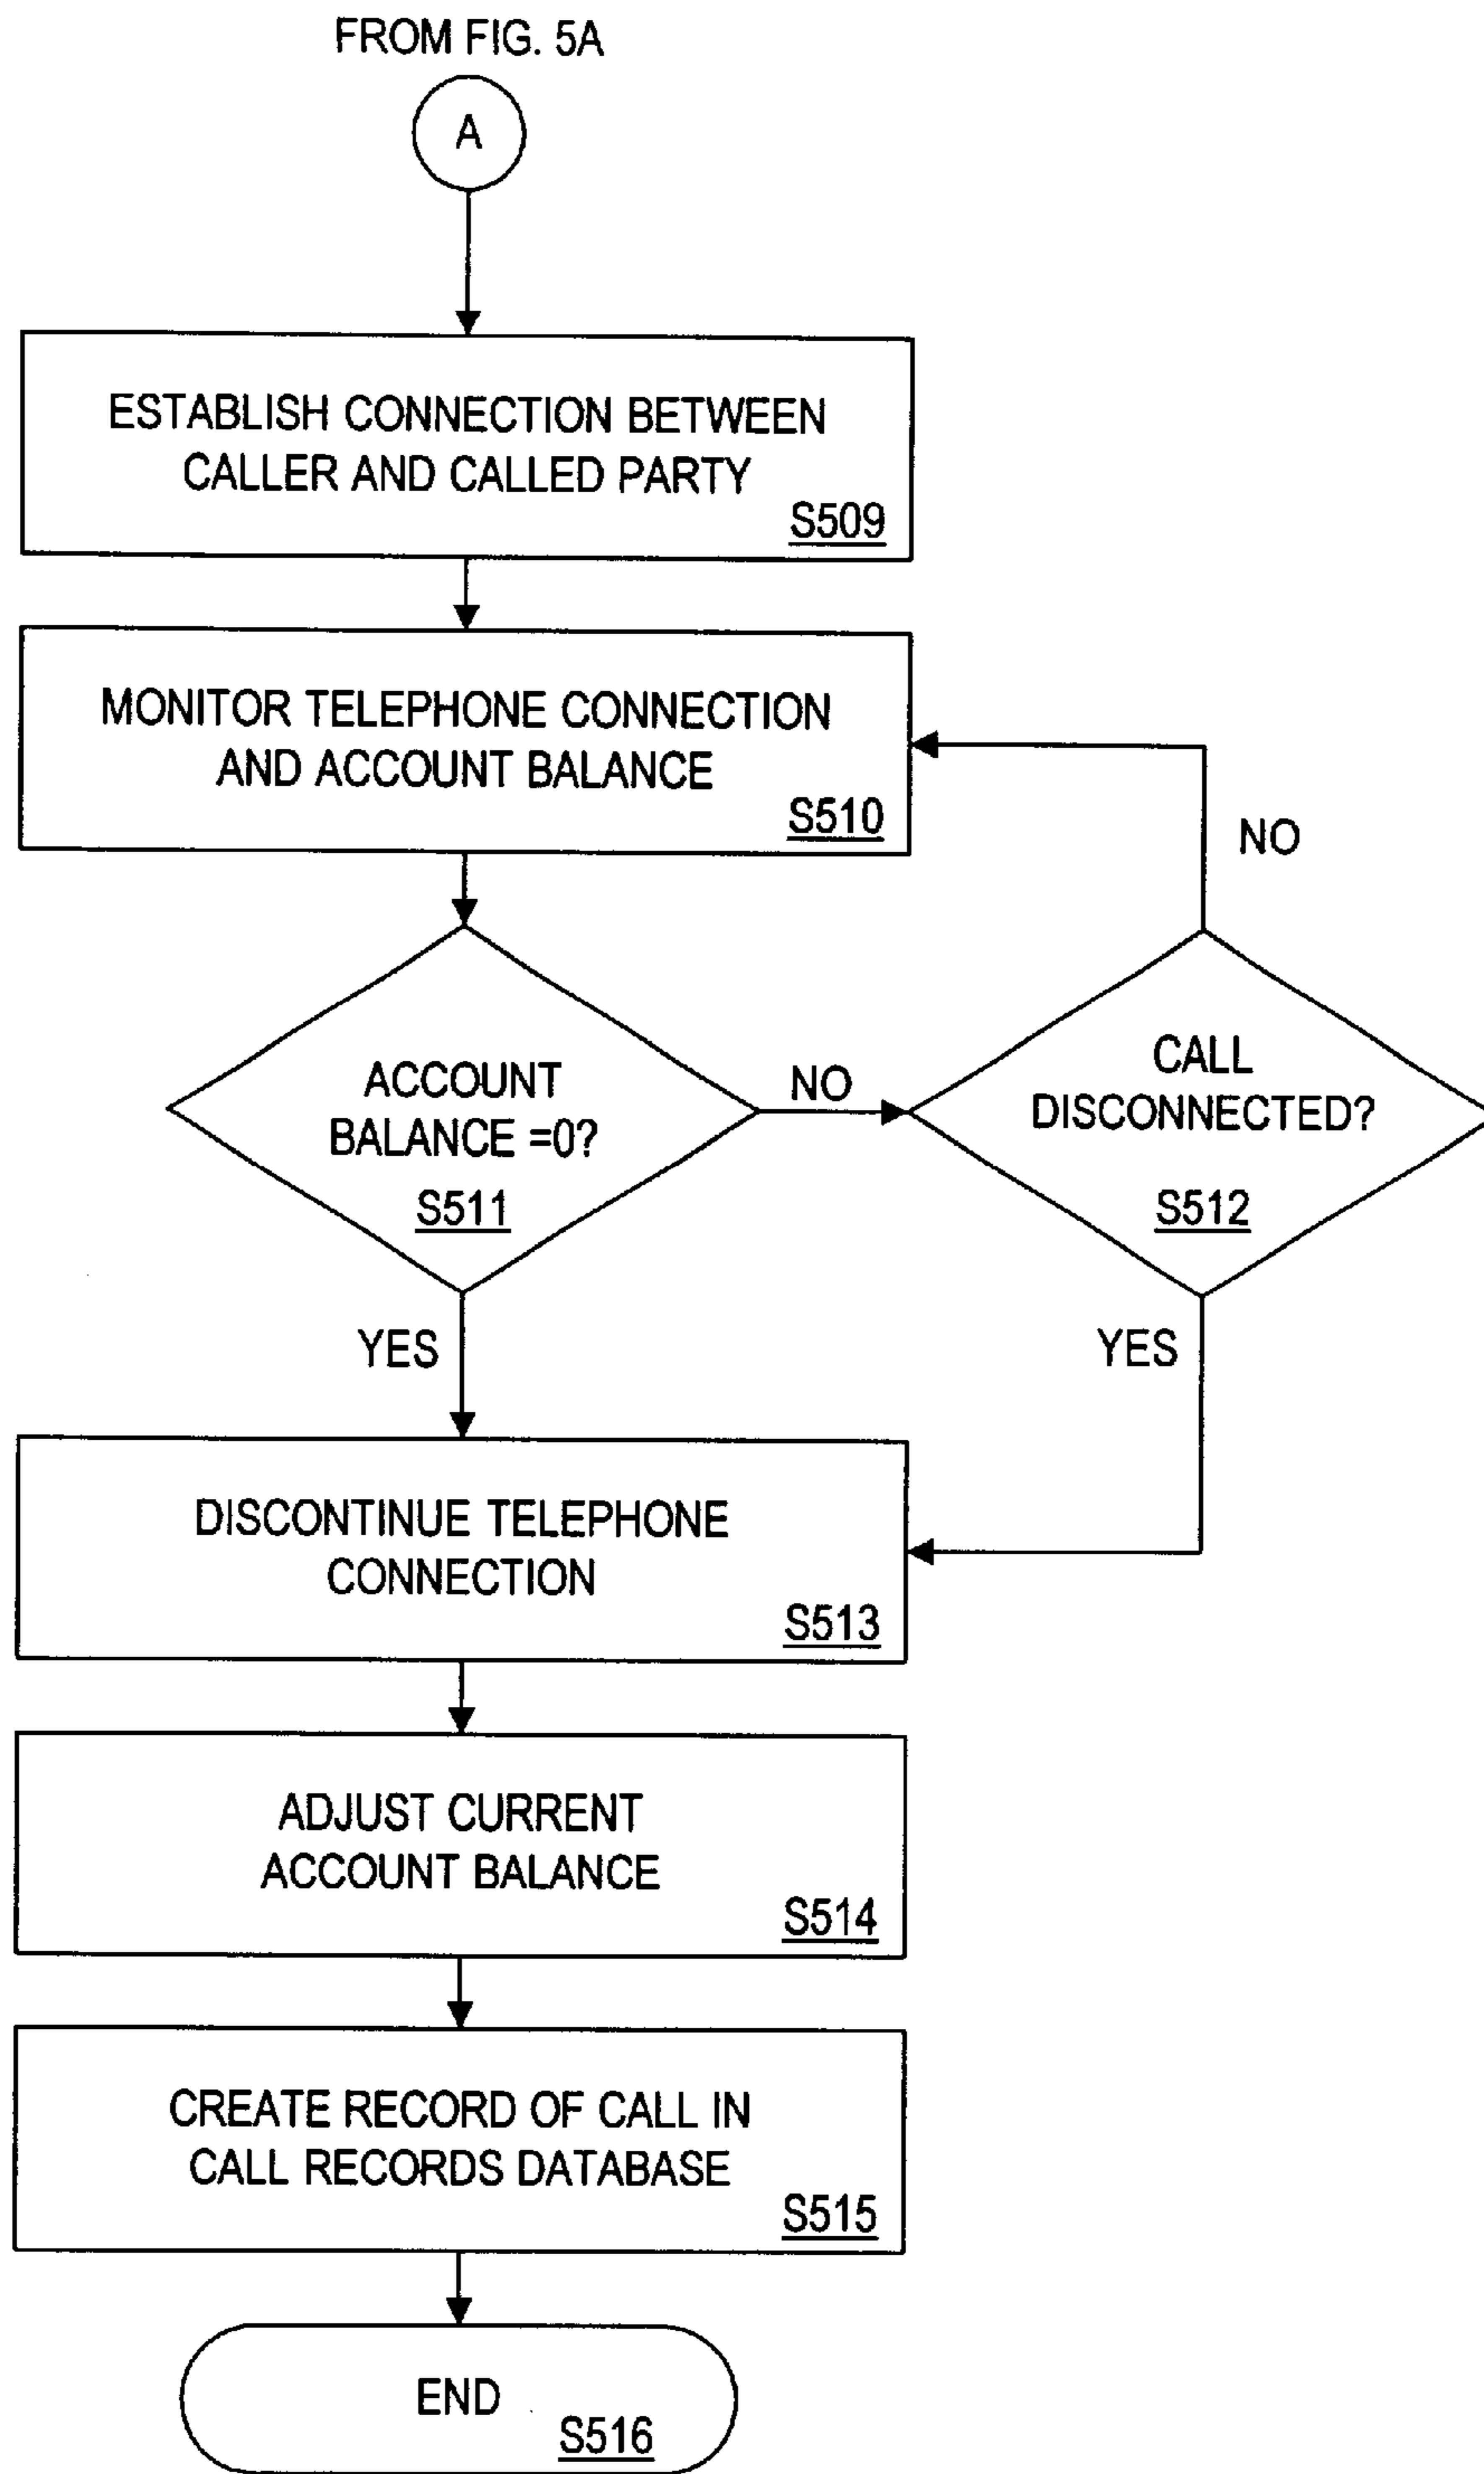 FROM FIG. 5A
A
ESTABLISH CONNECTION BETWEEN
CALLER AND CALLED PARTY
S509
MONITOR TELEPHONE CONNECTION
AND ACCOUNT BALANCE
S510
NO
ACCOUNT
BALANCE =0?
S511
NO
CALL
DISCONNECTED?
S512
YES
YES
DISCONTINUE TELEPHONE
CONNECTION
S513
ADJUST CURRENT
ACCOUNT BALANCE
S514
CREATE RECORD OF CALL IN
CALL RECORDS DATABASE
S515
END
S516